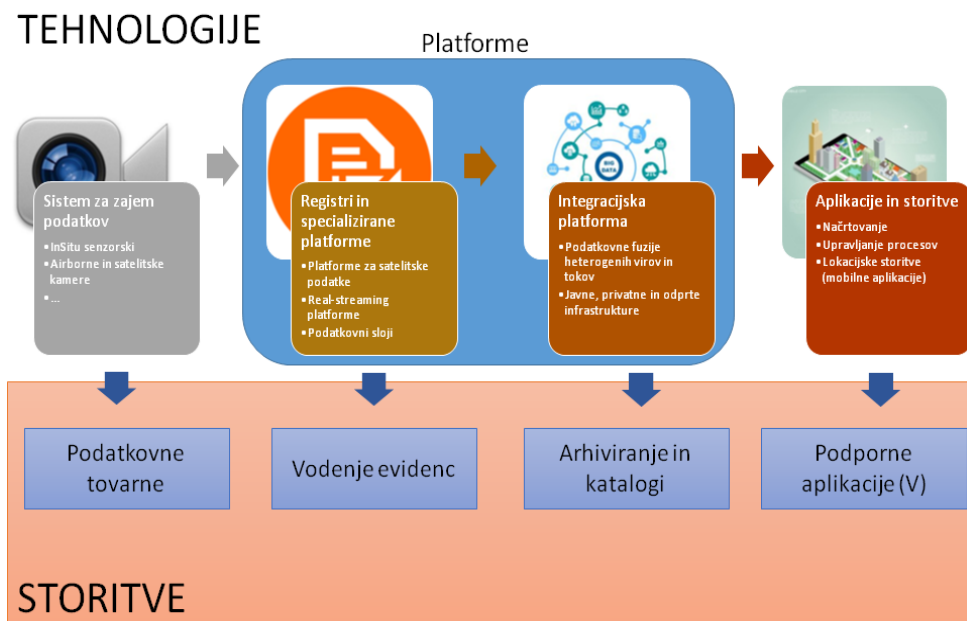 TEHNOLOGIJE
Platforme
Sistem za zajem
podatkov
▪InSitu senzorski
▪Airborne in satelitske
kamere
▪...
Registri in
specializirane
platforme
▪Platforme za satelitske
podatke
▪Real-streaming
platforme
▪Podatkovni sloji
BIG
DATA
Integracijska
platforma
▪Podatkovne fuzije
heterogenih virov in
tokov
▪Javne, privatne in odprte
infrastrukture
Aplikacije in storitve
▪Načrtovanje
▪Upravljanje procesov
▪Lokacijske storitve
(mobilne aplikacije)
Podatkovne
tovarne
Vodenje evidenc
Arhiviranje in
katalogi
Podporne
aplikacije (V)
STORITVE